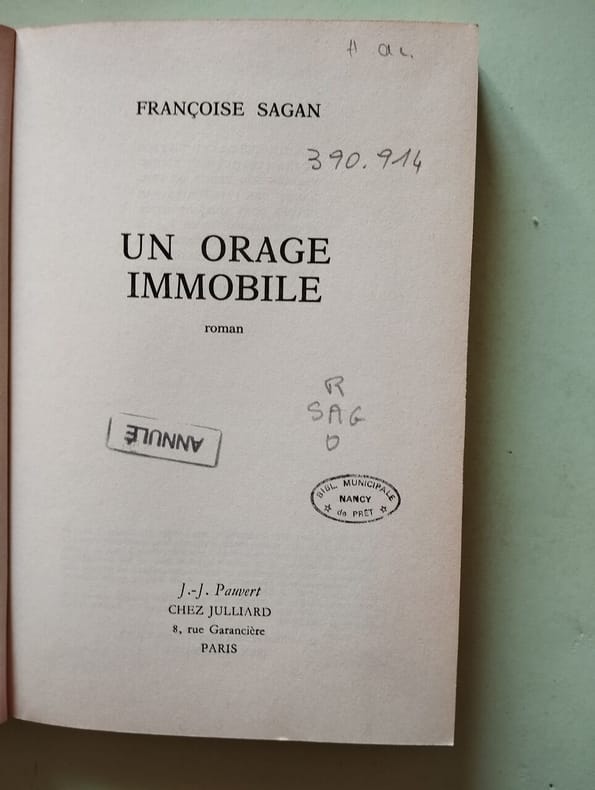 FRANÇOISE SAGAN
390.914
UN ORAGE
IMMOBILE
roman
R
SAG
O
ANNULÉ
BIBL. MUNICIPALE
NANCY
de PRÊT
J.-J. Pauvert
CHEZ JULLIARD
8, rue Garancière
PARIS